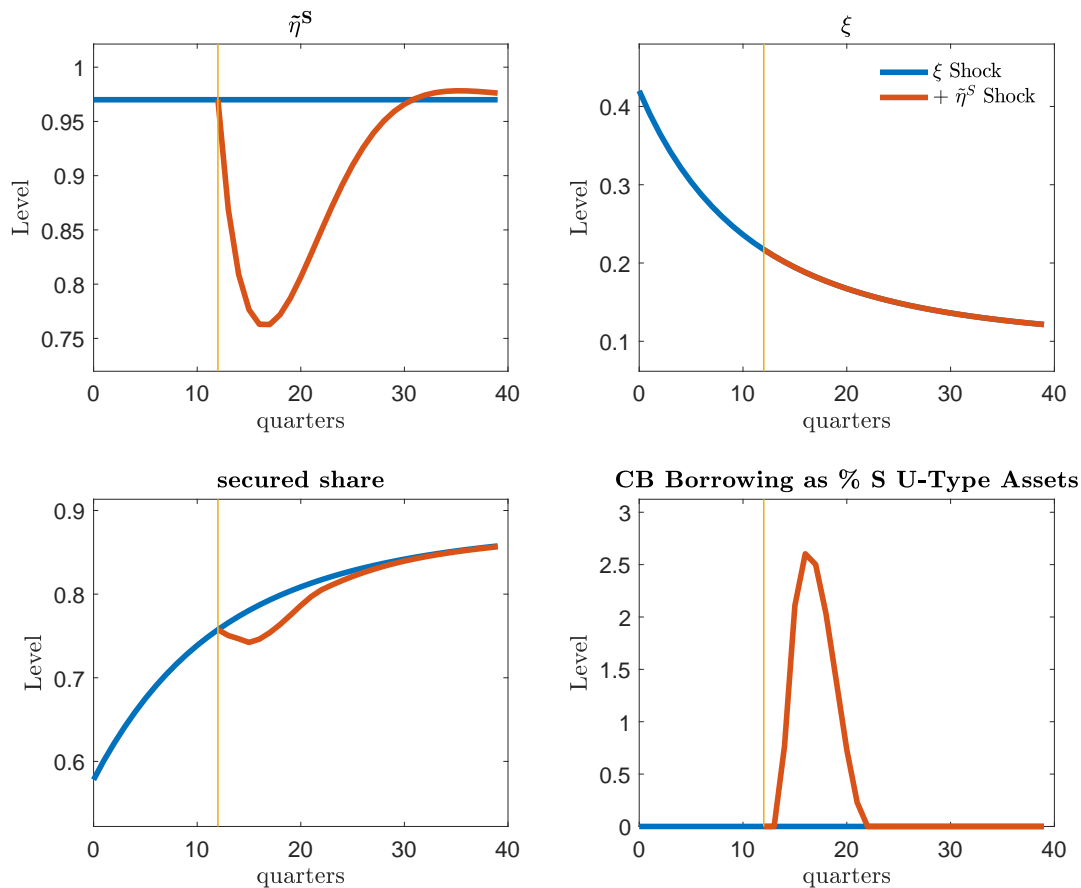 η̃^S
ξ
1
0.95
0.9
0.85
0.8
0.75
Level
0 10 20 30 40
quarters
0.4
0.3
0.2
0.1
Level
ξ Shock
+ η̃^S Shock
0 10 20 30 40
quarters
secured share
0.9
0.8
0.7
0.6
Level
0 10 20 30 40
quarters
CB Borrowing as % S U-Type Assets
3
2.5
2
1.5
1
0.5
0
Level
0 10 20 30 40
quarters